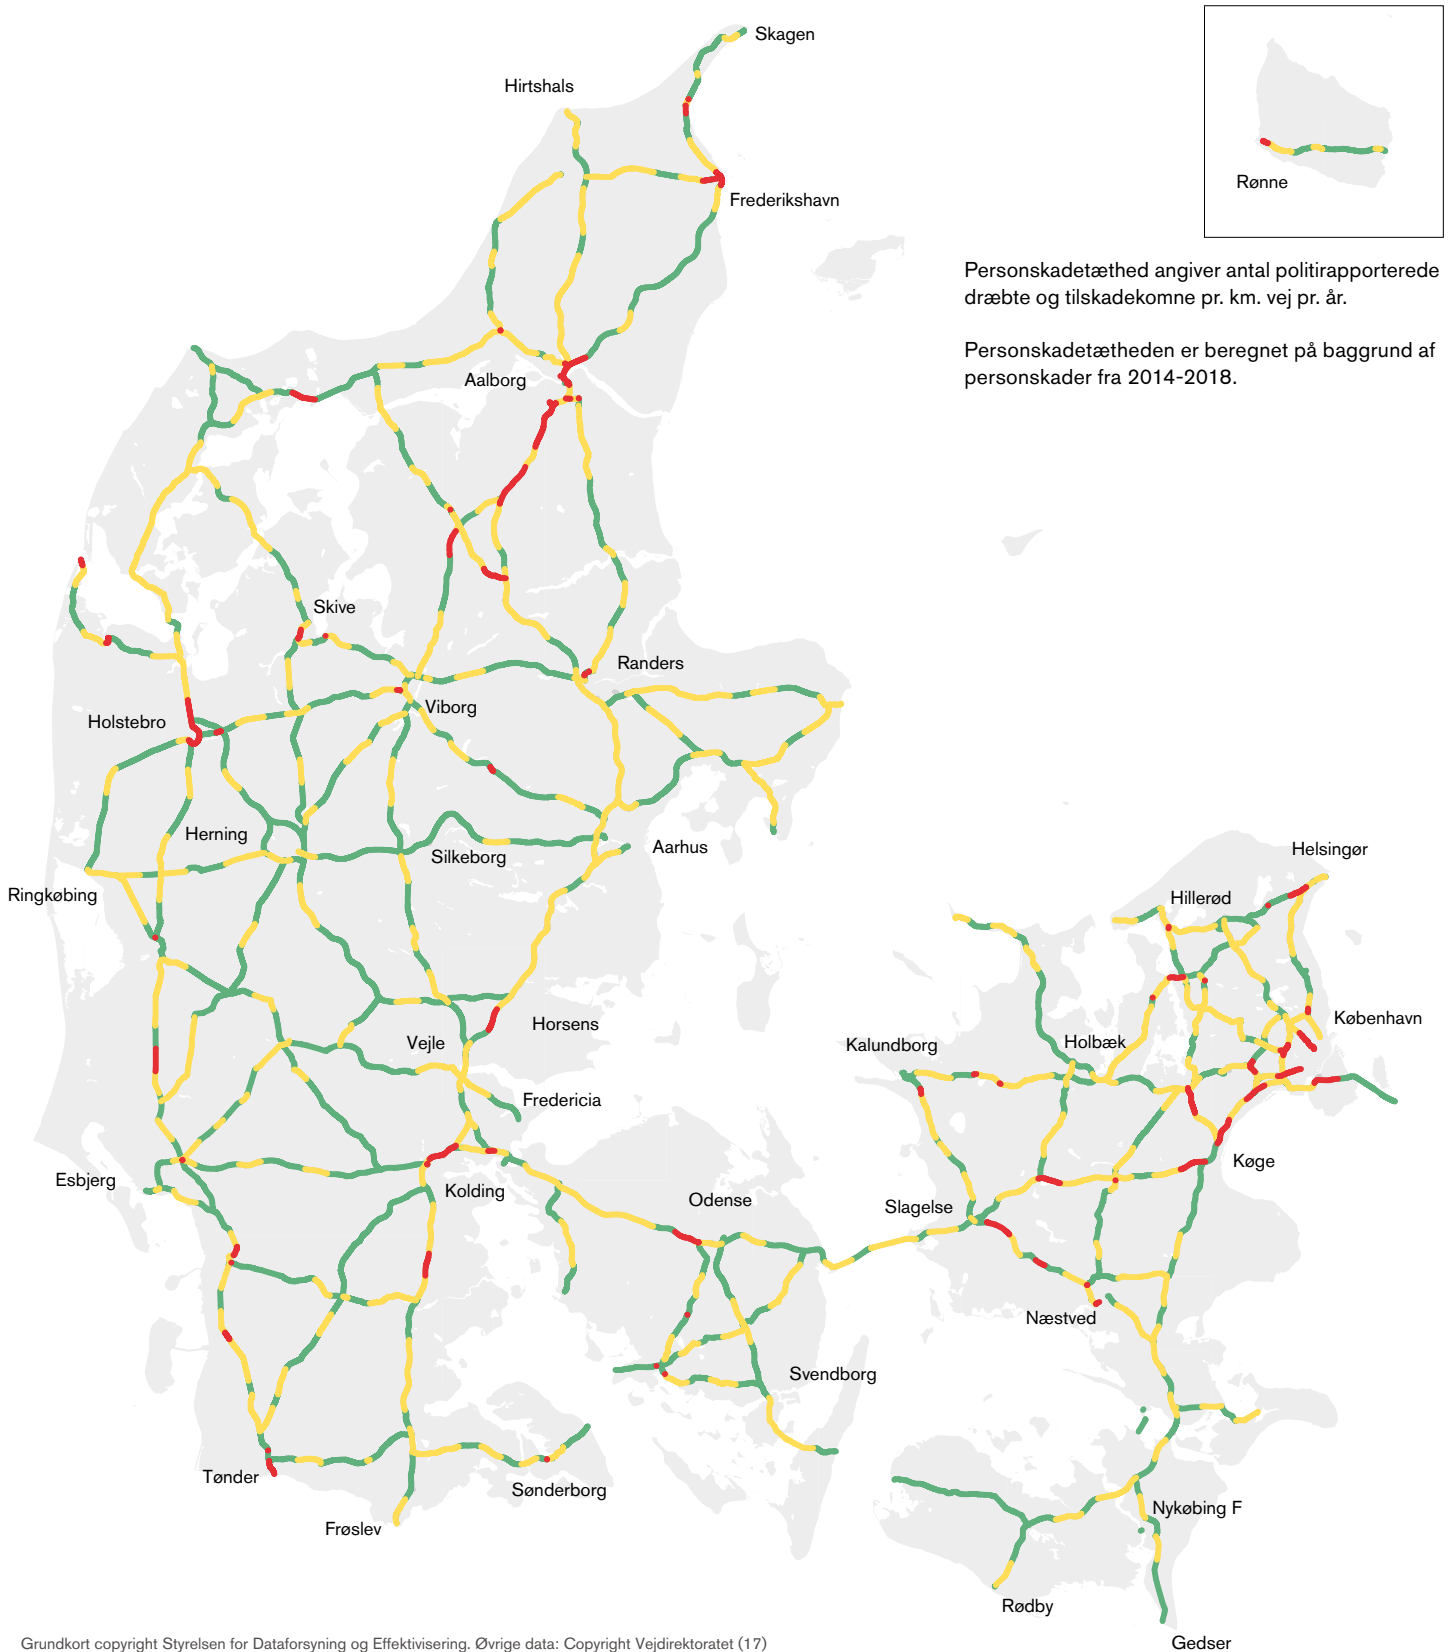 Skagen
Hirtshals
Rønne
Frederikshavn
Personskadetæthed angiver antal politirapporterede
dræbte og tilskadekomne pr. km. vej pr. år.
Personskadetætheden er beregnet på baggrund af
personskader fra 2014-2018.
Aalborg
Skive
Randers
Viborg
Holstebro
Herning
Aarhus
Silkeborg
Helsingør
Ringkøbing
Hillerød
Horsens
København
Vejle
Holbæk
Kalundborg
Fredericia
Køge
Esbjerg
Kolding
Odense
Slagelse
Næstved
Svendborg
Tønder
Sønderborg
Nykøbing F
Frøslev
Rødby
Gedser
Grundkort copyright Styrelsen for Dataforsyning og Effektivisering. Øvrige data: Copyright Vejdirektoratet (17)